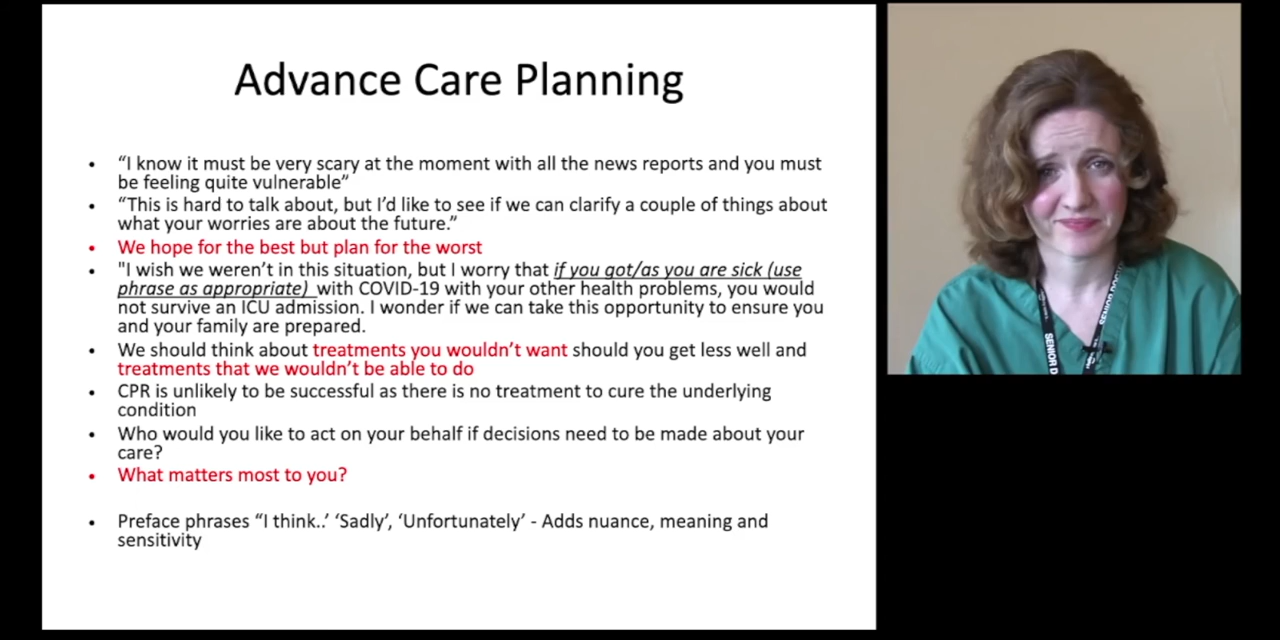 Advance Care Planning
• “I know it must be very scary at the moment with all the news reports and you must
be feeling quite vulnerable”
• “This is hard to talk about, but I’d like to see if we can clarify a couple of things about
what your worries are about the future.”
• We hope for the best but plan for the worst
• "I wish we weren’t in this situation, but I worry that if you got/as you are sick (use
phrase as appropriate) with COVID-19 with your other health problems, you would
not survive an ICU admission. I wonder if we can take this opportunity to ensure you
and your family are prepared.
• We should think about treatments you wouldn’t want should you get less well and
treatments that we wouldn’t be able to do
• CPR is unlikely to be successful as there is no treatment to cure the underlying
condition
• Who would you like to act on your behalf if decisions need to be made about your
care?
• What matters most to you?
• Preface phrases “I think..’ ‘Sadly’, ‘Unfortunately’ - Adds nuance, meaning and
sensitivity
SENIOR